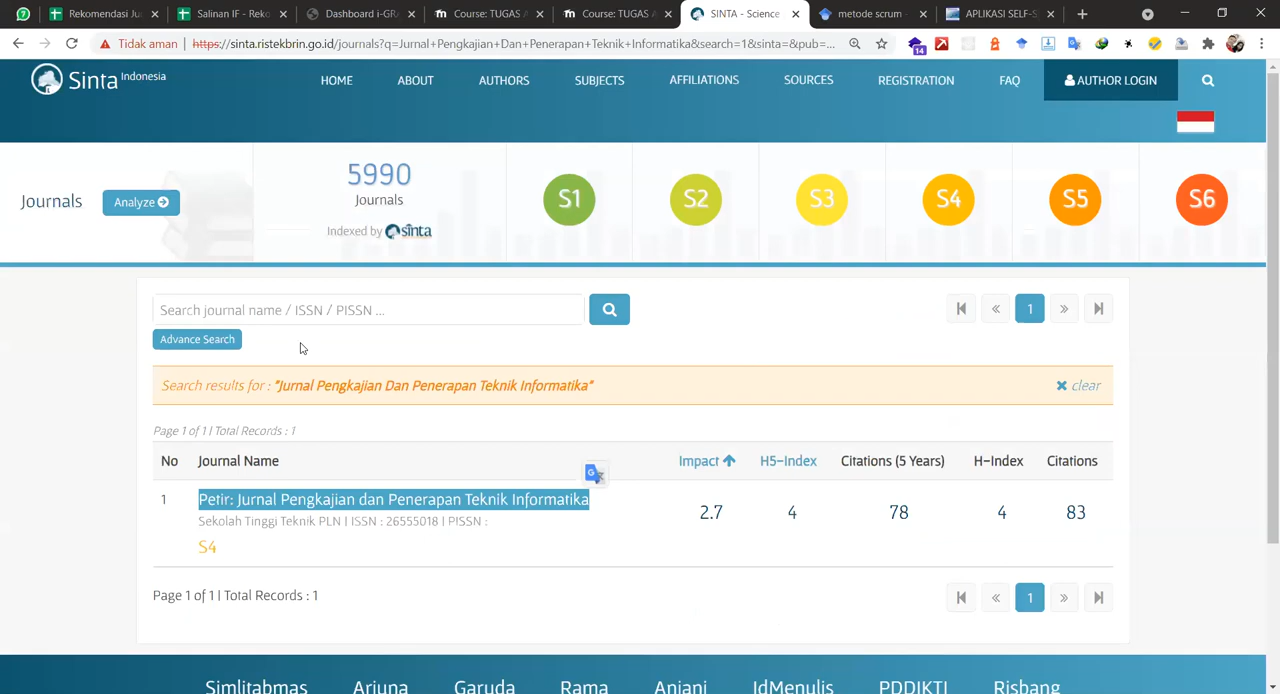 Rekomendasi Ju
Salinan IF - Reko
Dashboard i-GRA
Course: TUGAS A
Course: TUGAS A
SINTA - Science
metode scrum -
APLIKASI SELF-S
Tidak aman
https://sinta.ristekbrin.go.id/journals?q=Jurnal+Pengkajian+Dan+Penerapan+Teknik+Informatika&search=1&sinta=&pub=...
14
Sinta Indonesia
HOME
ABOUT
AUTHORS
SUBJECTS
AFFILIATIONS
SOURCES
REGISTRATION
FAQ
AUTHOR LOGIN
Journals
Analyze
5990
Journals
Indexed by sinta
S1
S2
S3
S4
S5
S6
Search journal name / ISSN / PISSN ...
« 1 »
Advance Search
Search results for : "Jurnal Pengkajian Dan Penerapan Teknik Informatika"
clear
Page 1 of 1 | Total Records : 1
No Journal Name Impact H5-Index Citations (5 Years) H-Index Citations
1 Petir: Jurnal Pengkajian dan Penerapan Teknik Informatika 2.7 4 78 4 83
Sekolah Tinggi Teknik PLN | ISSN : 26555018 | PISSN :
S4
Page 1 of 1 | Total Records : 1
« 1 »
Simlitabmas Arjuna Garuda Rama Anjani IdMenulis PDDIKTI Risbang